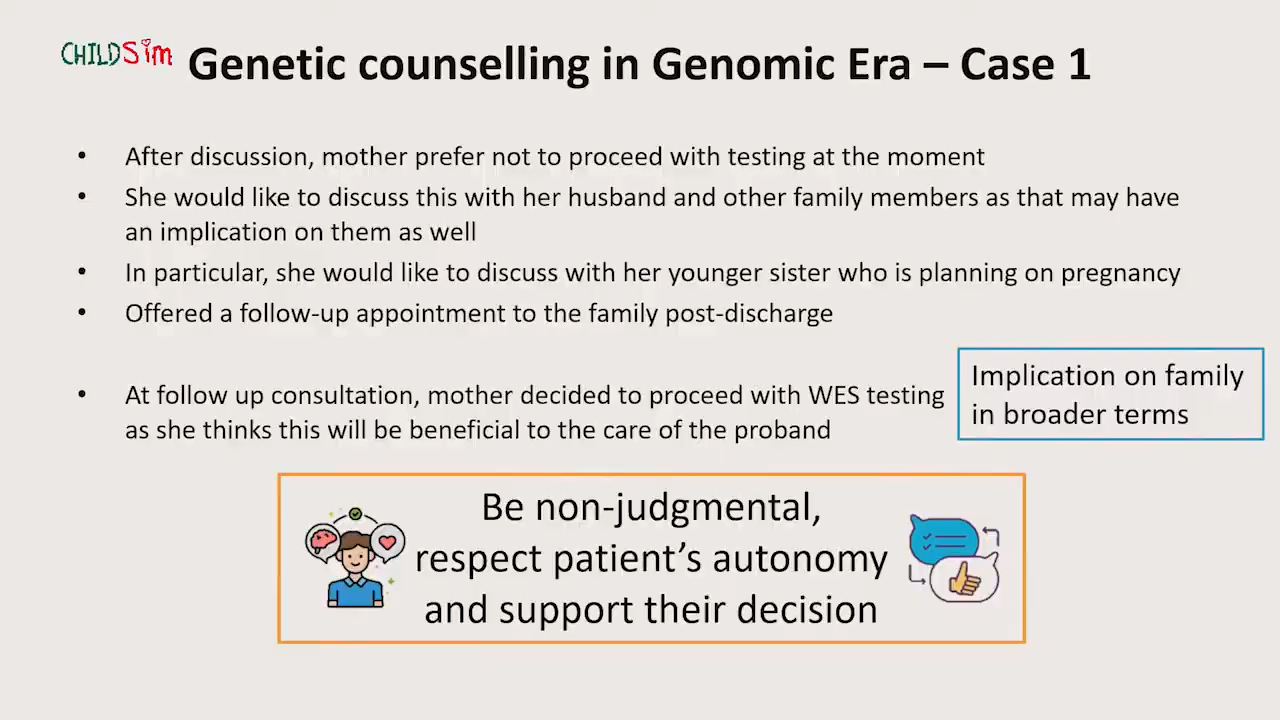 CHILDSim
Genetic counselling in Genomic Era – Case 1
• After discussion, mother prefer not to proceed with testing at the moment
• She would like to discuss this with her husband and other family members as that may have
an implication on them as well
• In particular, she would like to discuss with her younger sister who is planning on pregnancy
• Offered a follow-up appointment to the family post-discharge
• At follow up consultation, mother decided to proceed with WES testing
as she thinks this will be beneficial to the care of the proband
Implication on family
in broader terms
Be non-judgmental,
respect patient’s autonomy
and support their decision